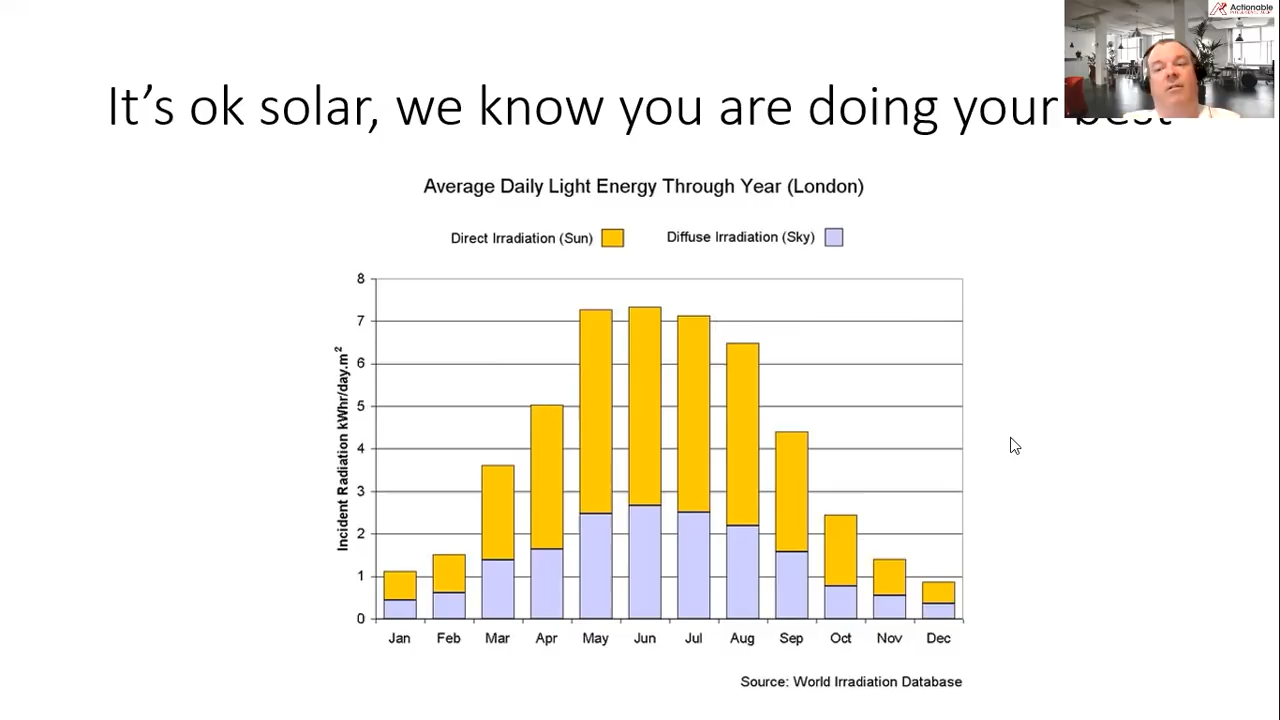 Actionable
It's ok solar, we know you are doing your best
Average Daily Light Energy Through Year (London)
Direct Irradiation (Sun) Diffuse Irradiation (Sky)
Incident Radiation kWhr/day.m²
8
7
6
5
4
3
2
1
0
Jan Feb Mar Apr May Jun Jul Aug Sep Oct Nov Dec
Source: World Irradiation Database